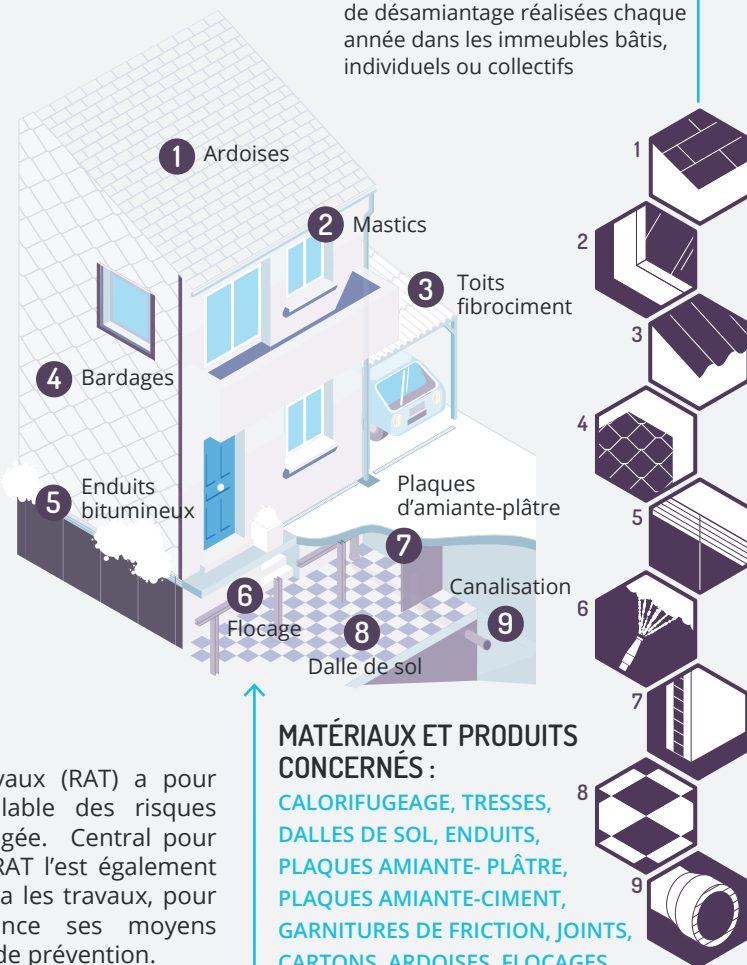 de désamiantage réalisées chaque
année dans les immeubles bâtis,
individuels ou collectifs
1 Ardoises
2 Mastics
3 Toits
fibrociment
4 Bardages
5 Enduits
bitumineux
Plaques
d’amiante-plâtre
7
6
Flocage
8
Dalle de sol
Canalisation
9
1
2
3
4
5
6
7
8
9
vaux (RAT) a pour
lable des risques
gée. Central pour
RAT l’est également
a les travaux, pour
nce ses moyens
de prévention.
MATÉRIAUX ET PRODUITS
CONCERNÉS :
CALORIFUGEAGE, TRESSES,
DALLES DE SOL, ENDUITS,
PLAQUES AMIANTE- PLÂTRE,
PLAQUES AMIANTE-CIMENT,
GARNITURES DE FRICTION, JOINTS,
CARTONS, ARDOISES, FLOCAGES